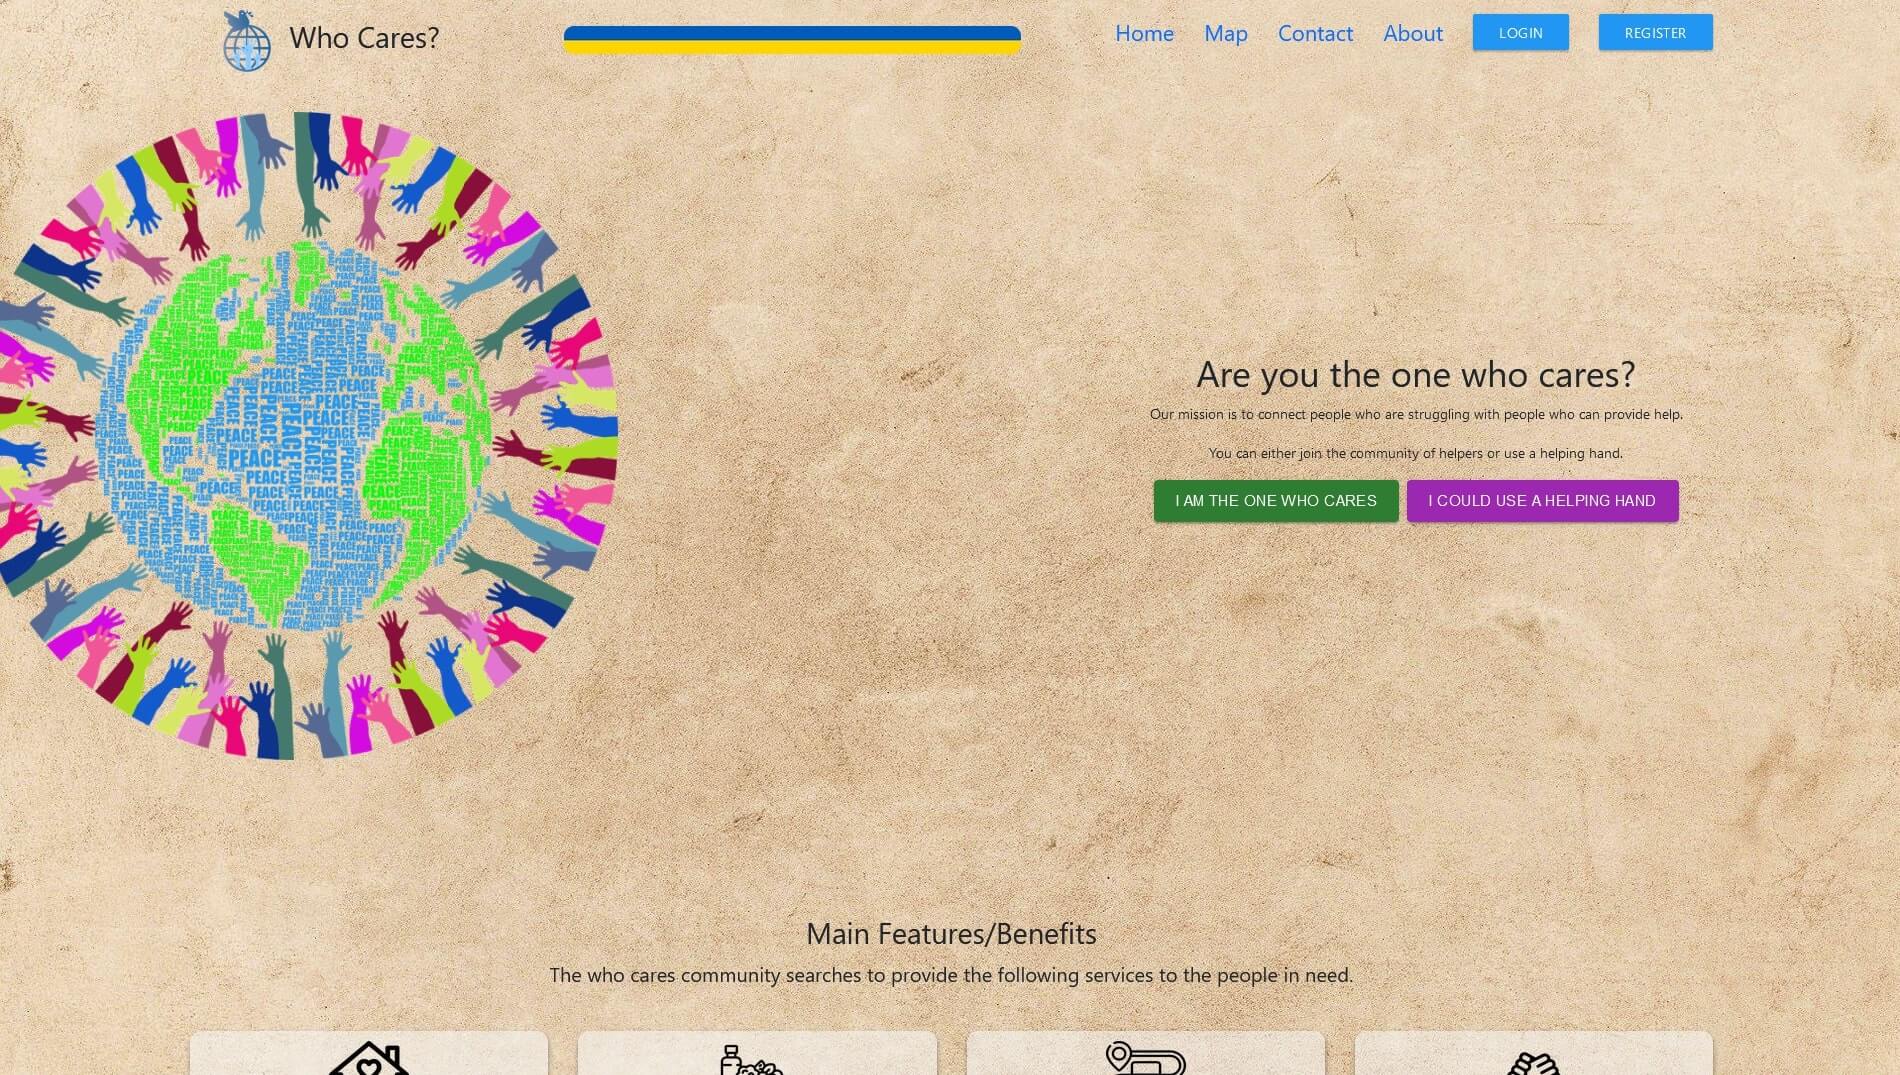 Who Cares?
Home
Map
Contact
About
LOGIN
REGISTER
PEACE
Are you the one who cares?
Our mission is to connect people who are struggling with people who can provide help.
You can either join the community of helpers or use a helping hand.
I AM THE ONE WHO CARES
I COULD USE A HELPING HAND
Main Features/Benefits
The who cares community searches to provide the following services to the people in need.